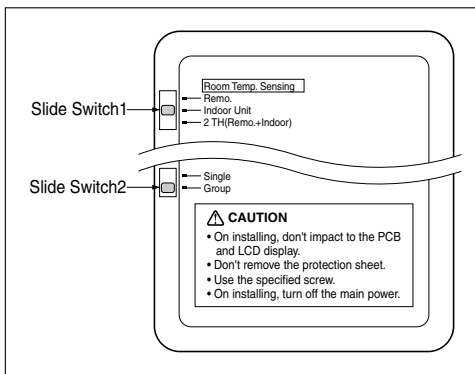 Room Temp. Sensing
Remo.
Slide Switch1
Indoor Unit
2 TH(Remo.+Indoor)
Slide Switch2
Single
Group
CAUTION
• On installing, don't impact to the PCB
and LCD display.
• Don't remove the protection sheet.
• Use the specified screw.
• On installing, turn off the main power.